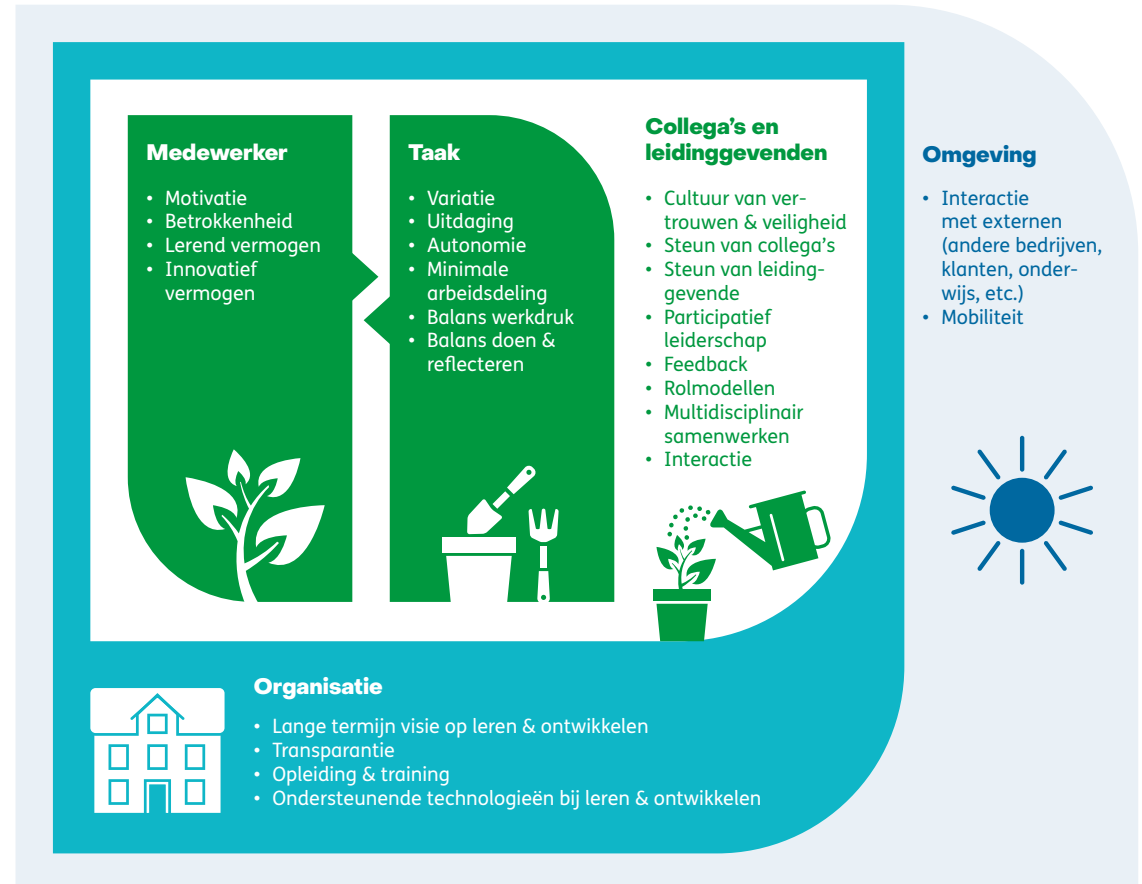 Medewerker
• Motivatie
• Betrokkenheid
• Lerend vermogen
• Innovatief
vermogen
Taak
• Variatie
• Uitdaging
• Autonomie
• Minimale
arbeidsdeling
• Balans werkdruk
• Balans doen &
reflecteren
Collega's en
leidinggevenden
• Cultuur van ver-
trouwen & veiligheid
• Steun van collega's
• Steun van leiding-
gevende
• Participatief
leiderschap
• Feedback
• Rolmodellen
• Multidisciplinair
samenwerken
• Interactie
Omgeving
• Interactie
met externen
(andere bedrijven,
klanten, onder-
wijs, etc.)
• Mobiliteit
Organisatie
• Lange termijn visie op leren & ontwikkelen
• Transparantie
• Opleiding & training
• Ondersteunende technologieën bij leren & ontwikkelen